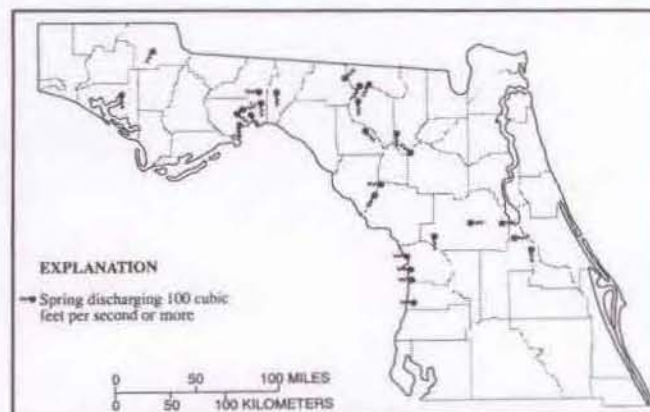 EXPLANATION
Spring discharging 100 cubic
feet per second or more
0 50 100 MILES
0 50 100 KILOMETERS